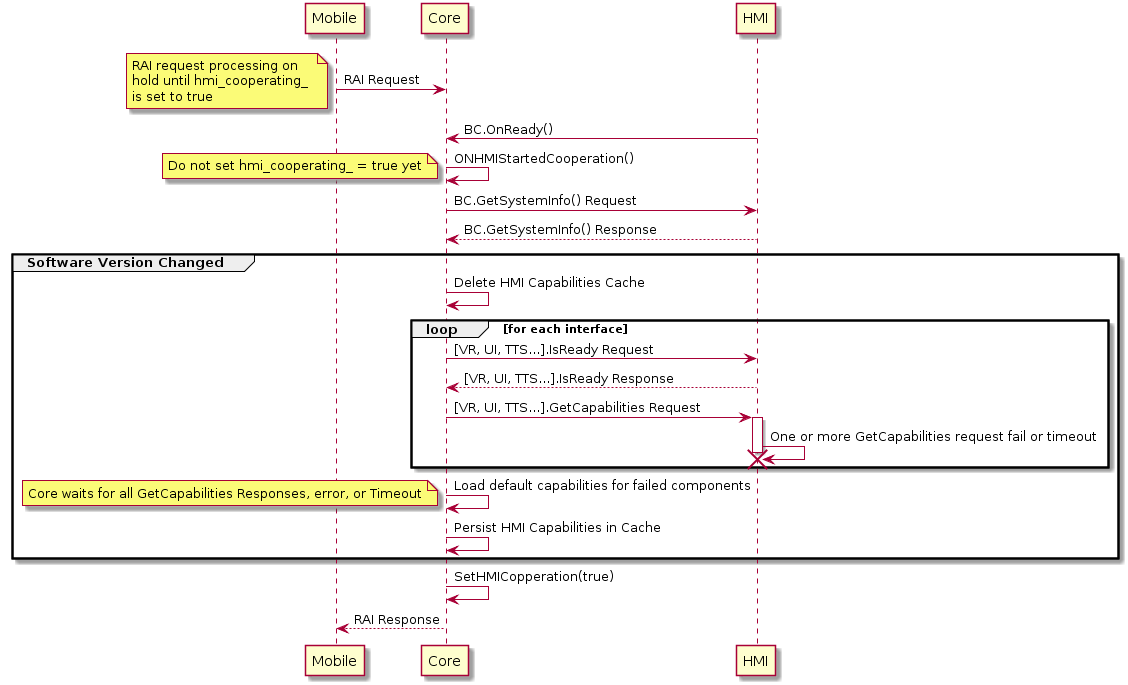 Mobile
Core
HMI
RAI request processing on
hold until hmi_cooperating_
is set to true
RAI Request
BC.OnReady()
ONHMIStartedCooperation()
Do not set hmi_cooperating_ = true yet
BC.GetSystemInfo() Request
BC.GetSystemInfo() Response
Software Version Changed
Delete HMI Capabilities Cache
loop
[for each interface]
[VR, UI, TTS...].IsReady Request
[VR, UI, TTS...].IsReady Response
[VR, UI, TTS...].GetCapabilities Request
One or more GetCapabilities request fail or timeout
Load default capabilities for failed components
Core waits for all GetCapabilities Responses, error, or Timeout
Persist HMI Capabilities in Cache
SetHMICopperation(true)
RAI Response
Mobile
Core
HMI